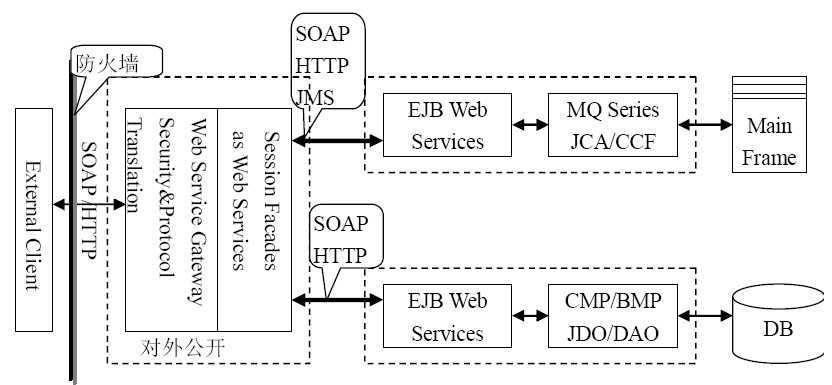 防火墙
External Client
SOAP /HTTP
Web Service Gateway
Security&Protocol
Translation
Session Facades
as Web Services
对外公开
SOAP
HTTP
JMS
EJB Web
Services
MQ Series
JCA/CCF
Main
Frame
SOAP
HTTP
EJB Web
Services
CMP/BMP
JDO/DAO
DB